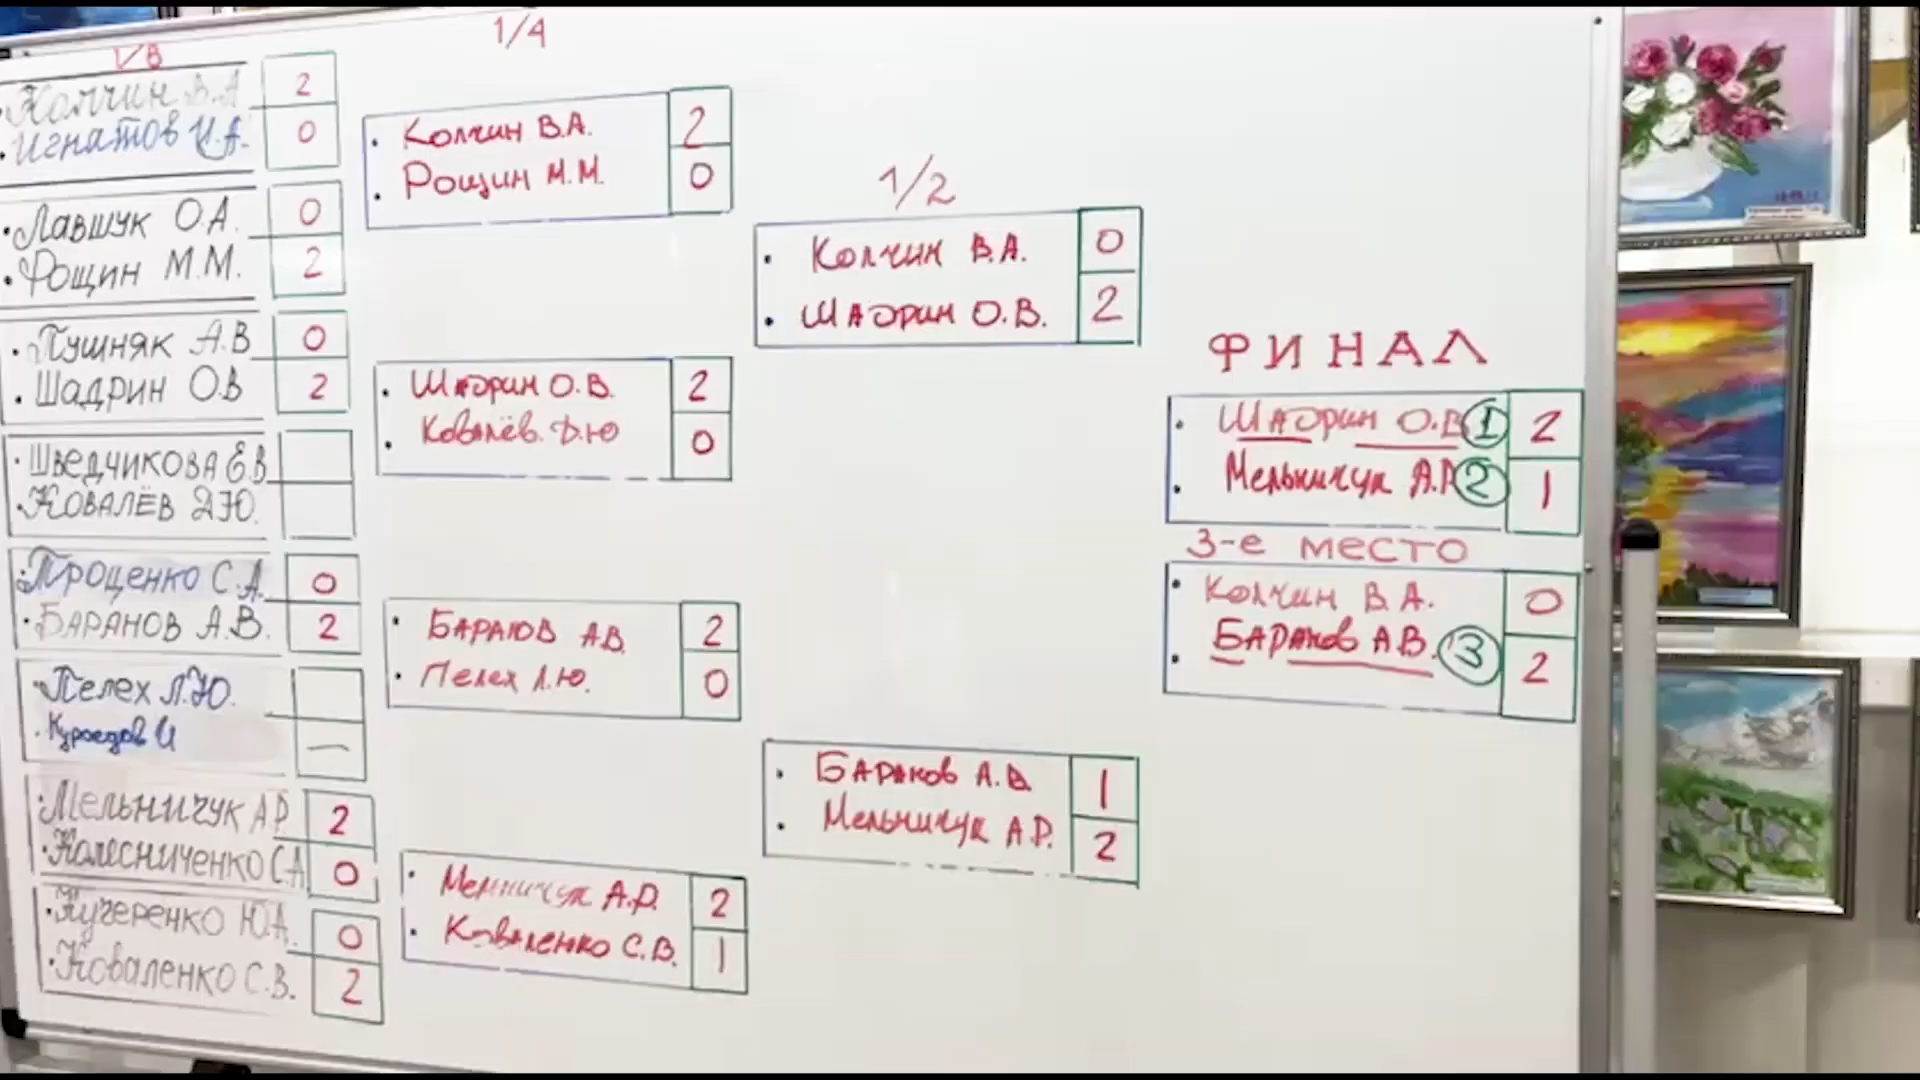 1/8
Колчин В.А
2
Игнатов И.А.
0
Лавшук О.А.
0
Рощин М.М.
2
Пушняк А.В
0
Шадрин О.В
2
Шведчикова Е.В
Ковалёв Д.Ю.
Троценко С.А.
0
Баранов А.В.
2
Пелех Л.Ю.
Куроедов И
—
Мельничук А.Р
2
Колесниченко С.А
0
Кучеренко Ю.А.
0
Коваленко С.В.
2
1/4
Колчин В.А.
2
Рощин М.М.
0
Шадрин О.В.
2
Ковалёв.Д.Ю
0
Баранов А.В.
2
Пелех Л.Ю.
0
Мельничук А.Р.
2
Коваленко С.В.
1
1/2
Колчин В.А.
0
Шадрин О.В.
2
Баранов А.В
1
Мельничук А.Р.
2
ФИНАЛ
Шадрин О.В 1
2
Мельничук А.Р 2
1
3-е место
Колчин В.А.
0
Баранов А.В. 3
2